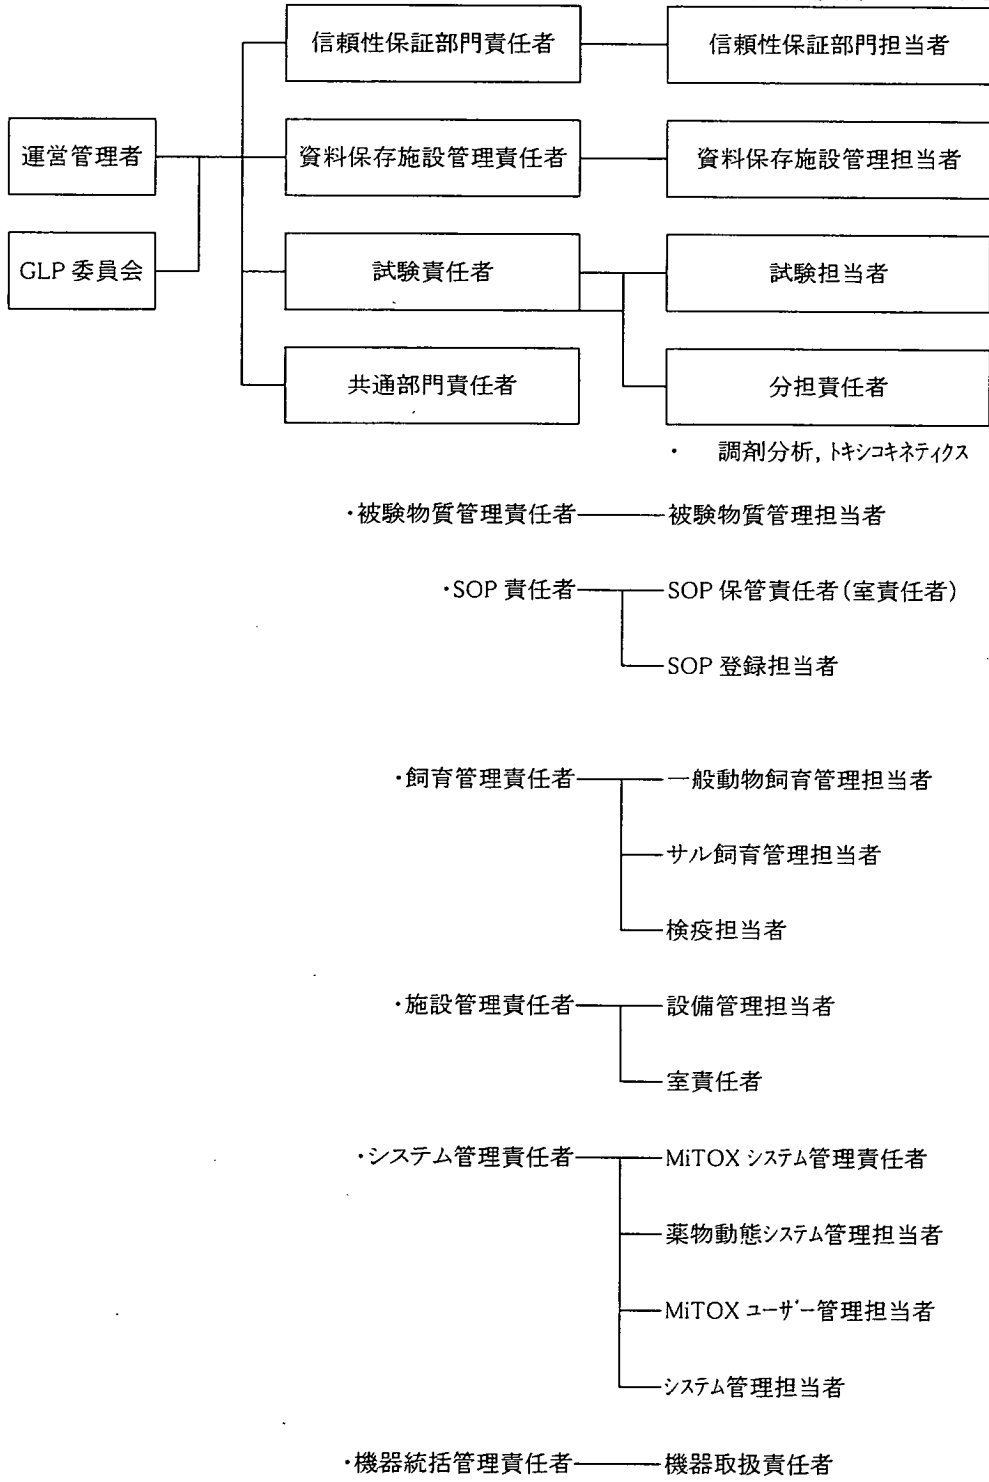 信頼性保証部門責任者 信頼性保証部門担当者
運営管理者 資料保存施設管理責任者 資料保存施設管理担当者
GLP 委員会 試験責任者 試験担当者
共通部門責任者 分担責任者
・ 調剤分析, トキシコキネティクス
・被験物質管理責任者 被験物質管理担当者
・SOP 責任者 SOP 保管責任者(室責任者)
SOP 登録担当者
・飼育管理責任者 一般動物飼育管理担当者
サル飼育管理担当者
検疫担当者
・施設管理責任者 設備管理担当者
室責任者
・システム管理責任者 MiTOX システム管理責任者
薬物動態システム管理担当者
MiTOX ユーザー管理担当者
システム管理担当者
・機器統括管理責任者 機器取扱責任者